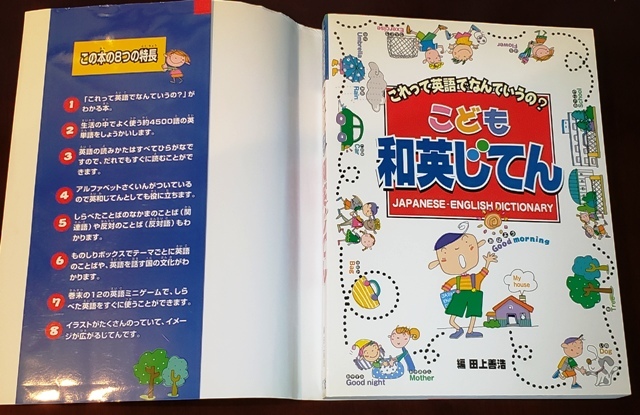 この本の8つの特長
1 「これって英語でなんていうの？」が
わかる本。
2 生活の中でよく使う約4500語の英
単語をしょうかいします。
3 英語の読みかたはすべてひらがなで
すので、だれでもすぐに読むことがで
きます。
4 アルファベットさくいんがついている
ので英和じてんとしても役に立ちます。
5 しらべたことばのなかまのことば(関
連語)や反対のことば(反対語)もわ
かります。
6 ものしりボックスでテーマごとに英語
のことばや、英語を話す国の文化がわ
かります。
7 巻末の12の英語ミニゲームで、しら
べた英語をすぐに使うことができます。
8 イラストがたくさんのっていて、イメー
ジが広がるじてんです。
Exercise
Flower
Umbrella
Rain
Car
これって英語でなんていうの?
こども
和英じてん
JAPANESE-ENGLISH DICTIONARY
おはよう
Good morning
My
house
Bag
Dog
Good night
Mother
編 田上善浩